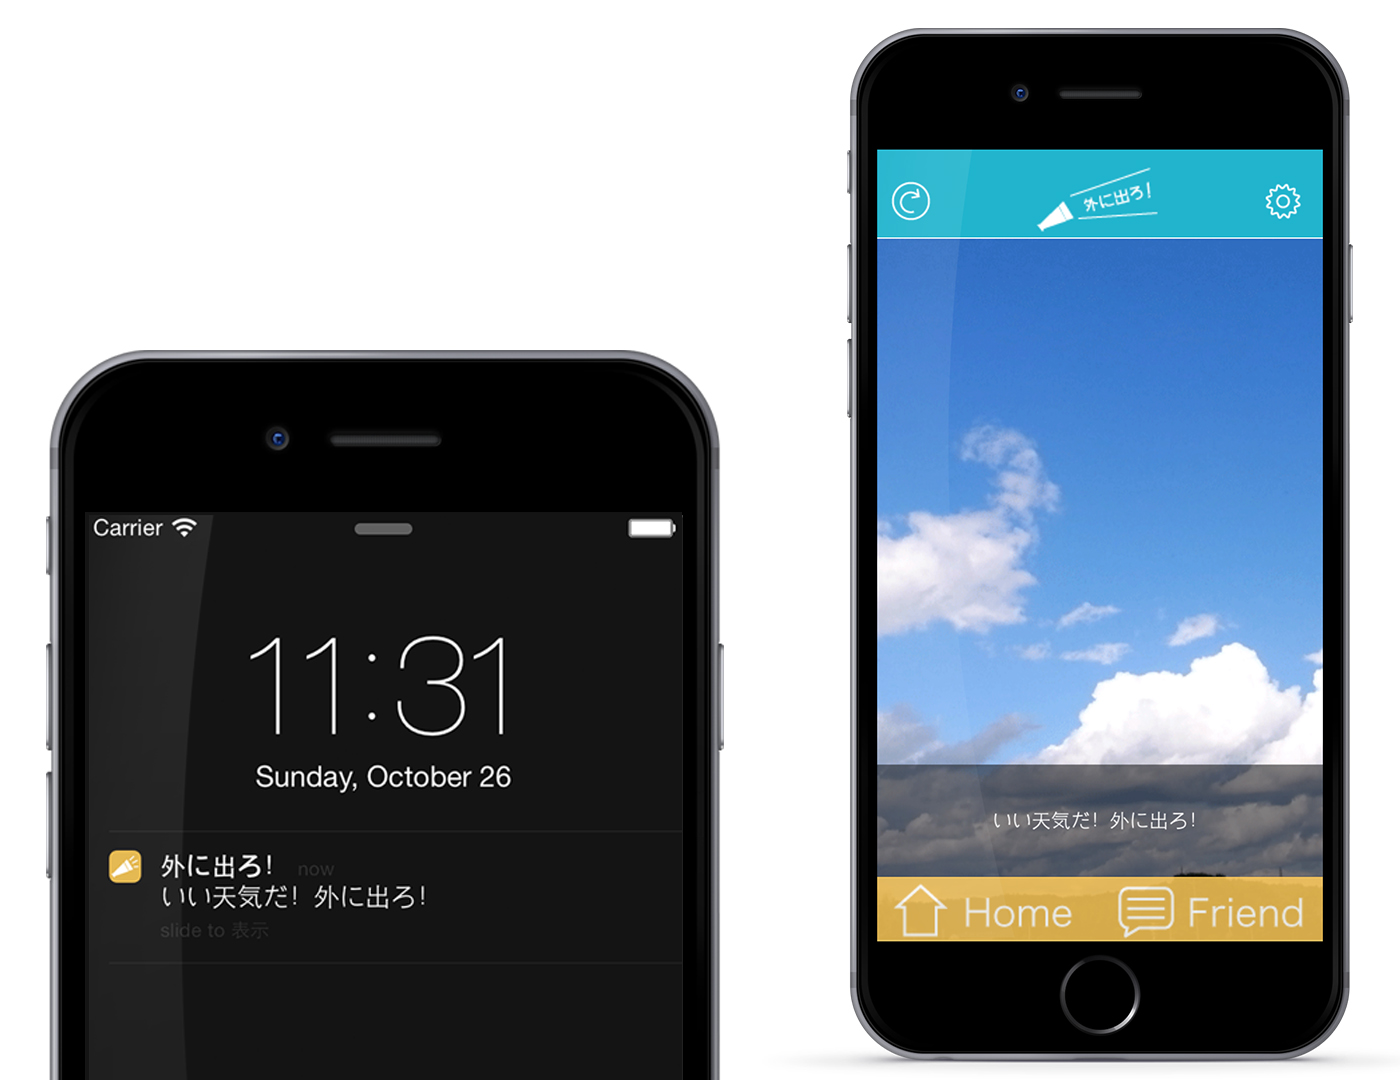 Carrier
11:31
Sunday, October 26
外に出ろ! now
いい天気だ! 外に出ろ!
slide to 表示
外に出ろ!
いい天気だ! 外に出ろ!
Home Friend